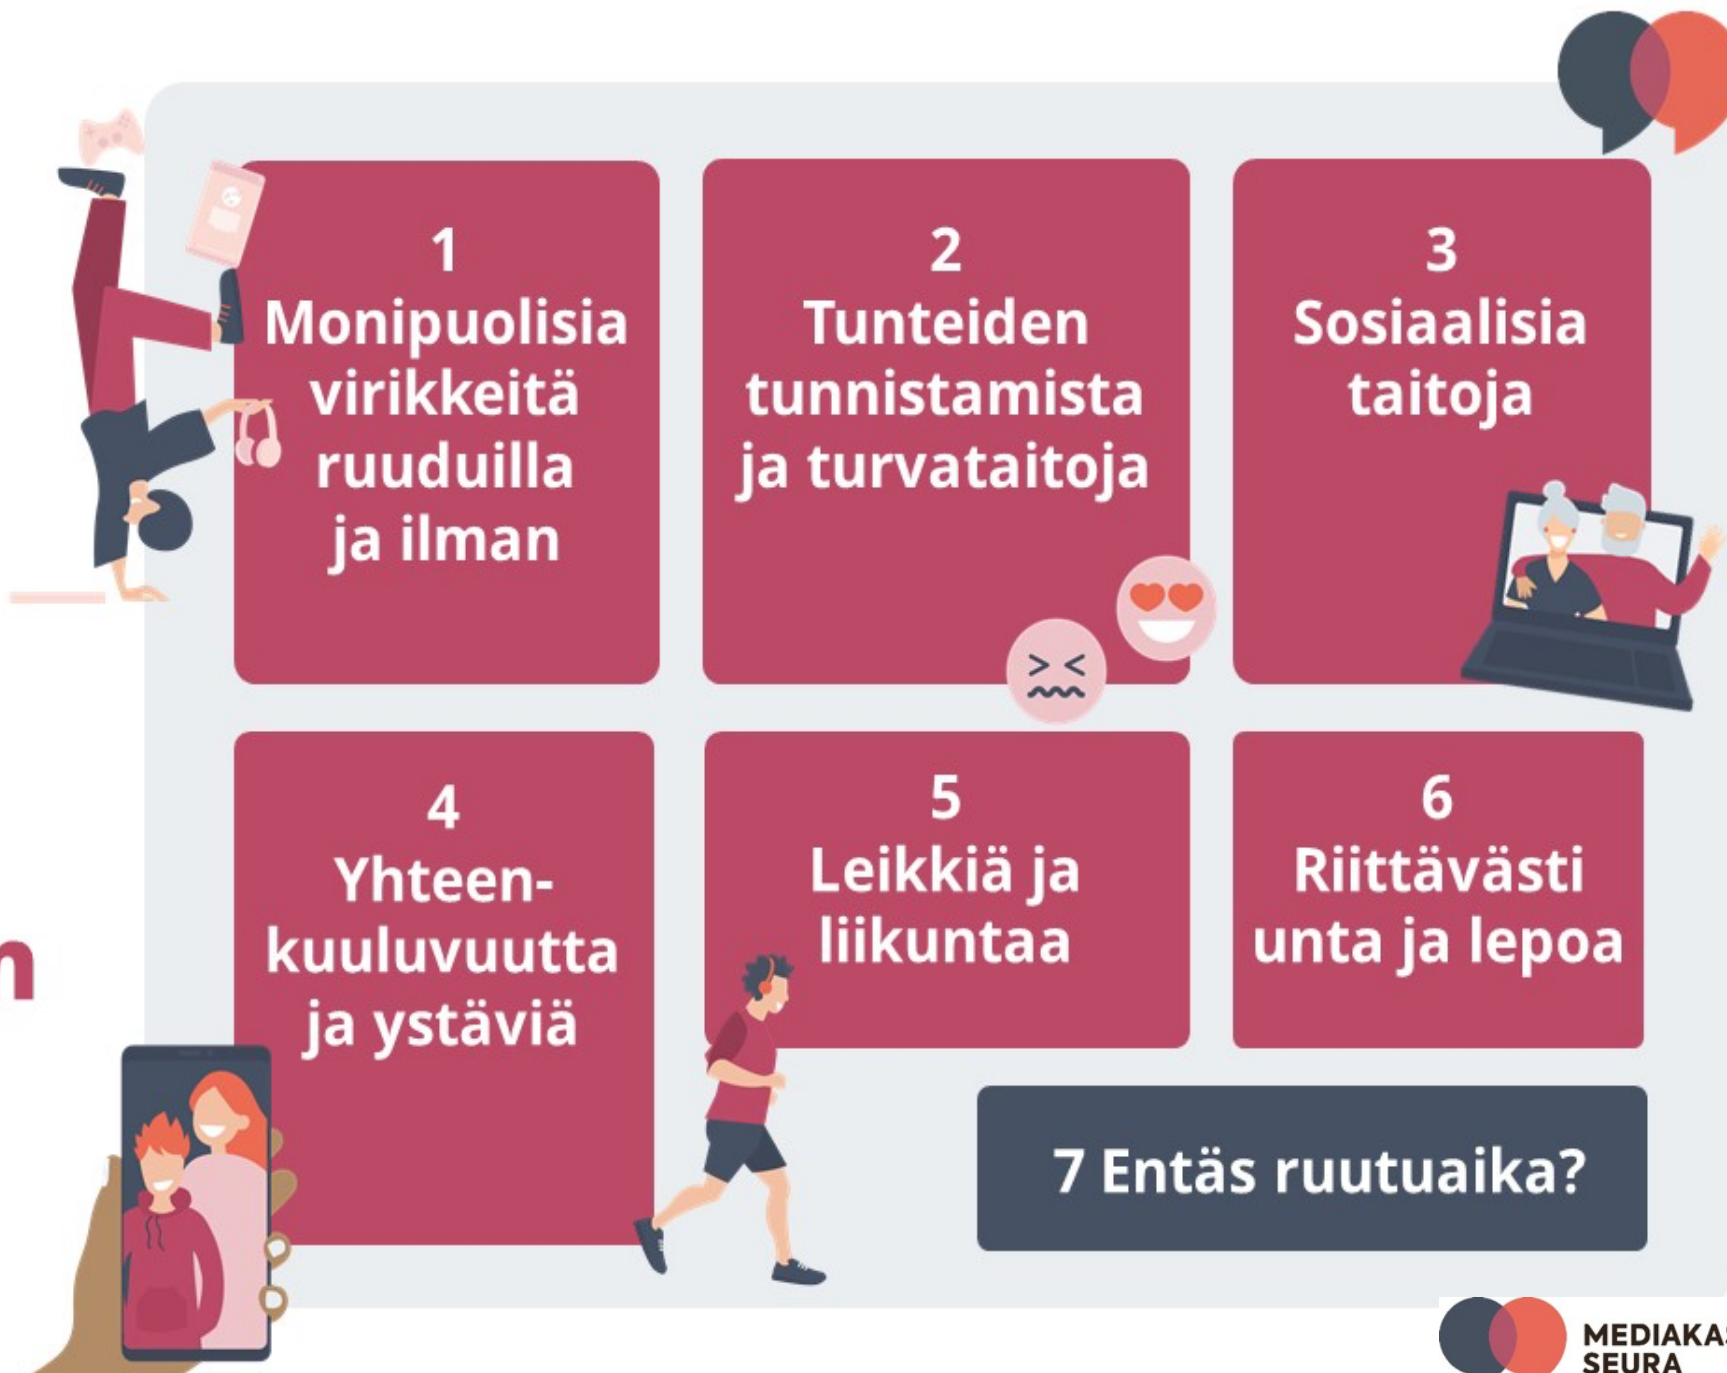 1
Monipuolisia
virikkeitä
ruuduilla
ja ilman
2
Tunteiden
tunnistamista
ja turvataitoja
3
Sosiaalisia
taitoja
4
Yhteen-
kuuluvuutta
ja ystäviä
5
Leikkiä ja
liikuntaa
6
Riittävästi
unta ja lepoa
7 Entäs ruutuaika?
SEURA